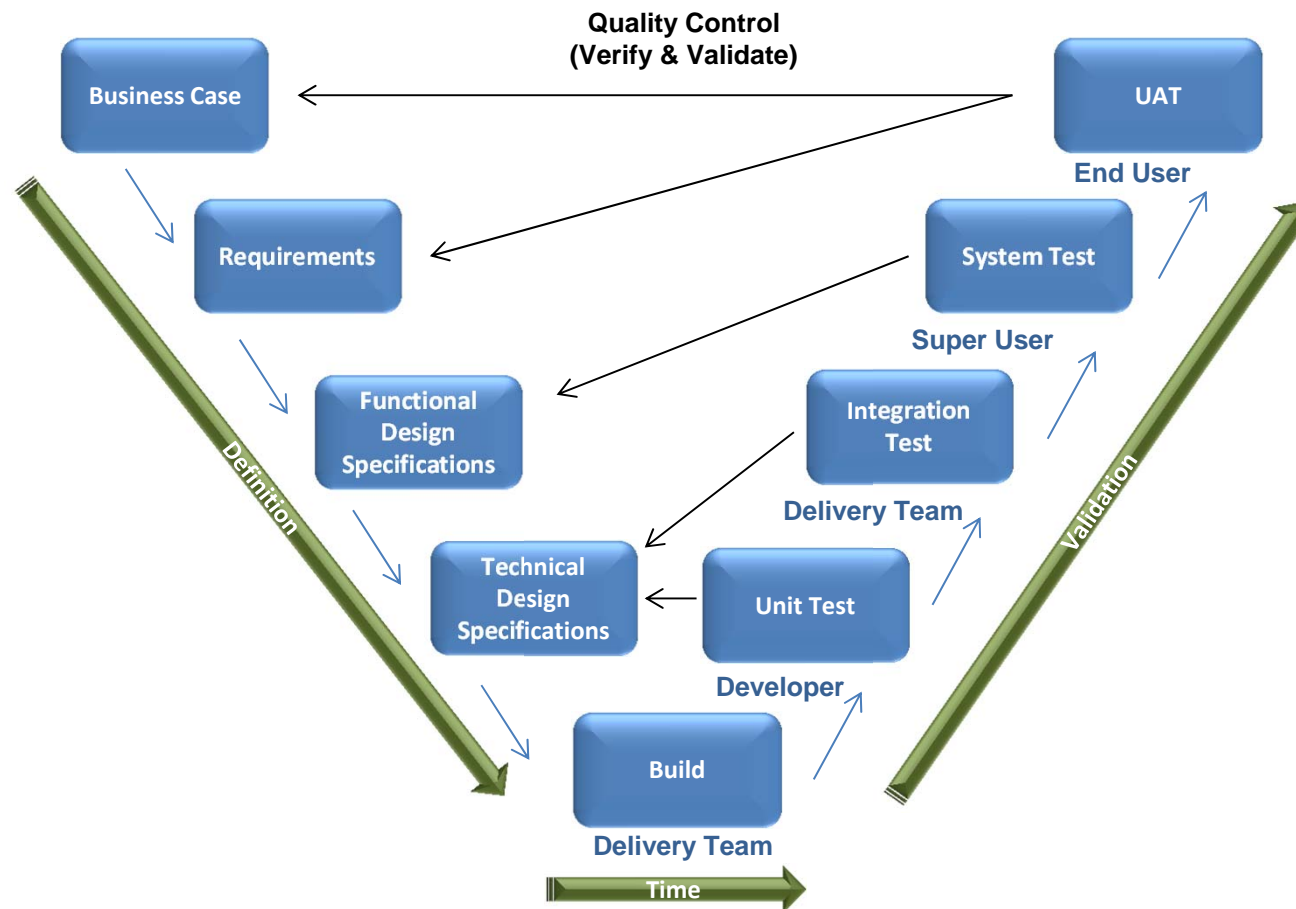 Quality Control
(Verify & Validate)
Business Case
UAT
End User
Requirements
System Test
Super User
Functional
Design
Specifications
Integration
Test
Delivery Team
Definition
Validation
Technical
Design
Specifications
Unit Test
Developer
Build
Delivery Team
Time